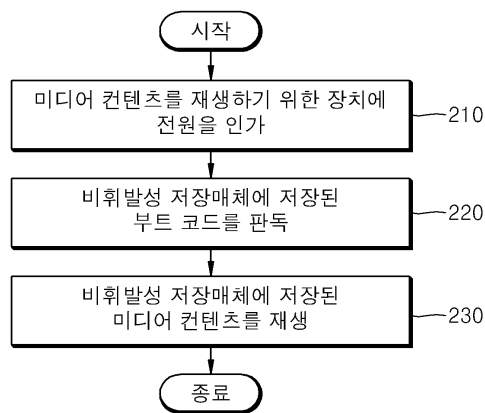 시작
미디어 컨텐츠를 재생하기 위한 장치에
전원을 인가
210
비휘발성 저장매체에 저장된
부트 코드를 판독
220
비휘발성 저장매체에 저장된
미디어 컨텐츠를 재생
230
종료